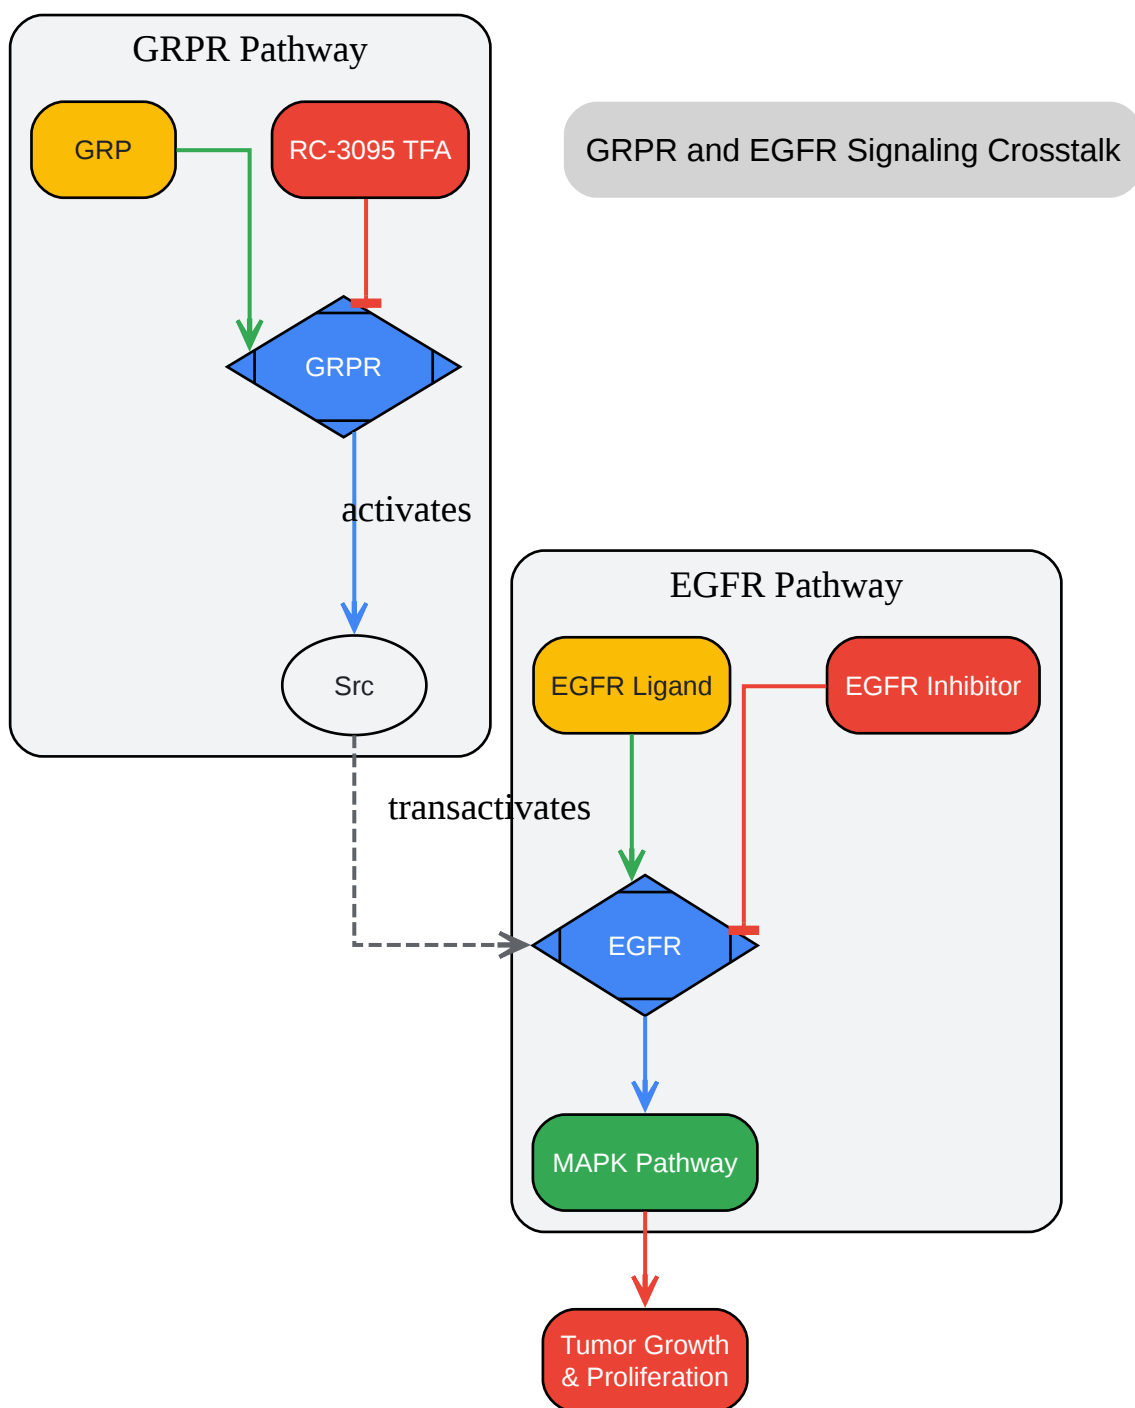 GRPR Pathway
GRP
RC-3095 TFA
GRPR and EGFR Signaling Crosstalk
GRPR
activates
Src
EGFR Pathway
EGFR Ligand
EGFR Inhibitor
transactivates
EGFR
MAPK Pathway
Tumor Growth
& Proliferation